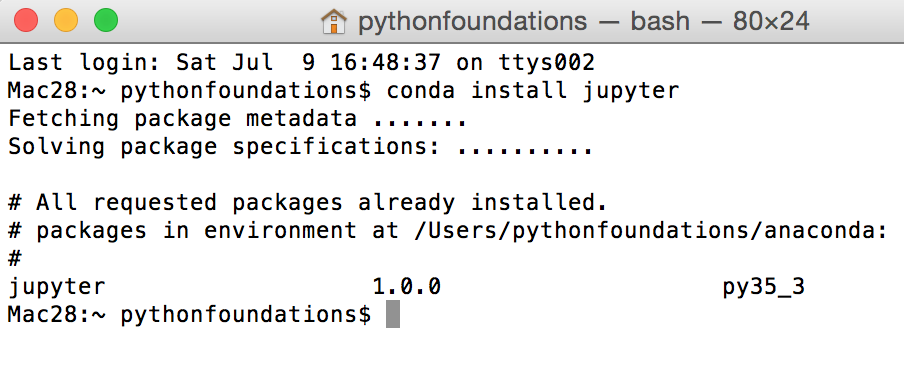 pythonfoundations — bash — 80×24
Last login: Sat Jul  9 16:48:37 on ttys002
Mac28:~ pythonfoundations$ conda install jupyter
Fetching package metadata .......
Solving package specifications: ..........
# All requested packages already installed.
# packages in environment at /Users/pythonfoundations/anaconda:
#
jupyter                   1.0.0                    py35_3
Mac28:~ pythonfoundations$